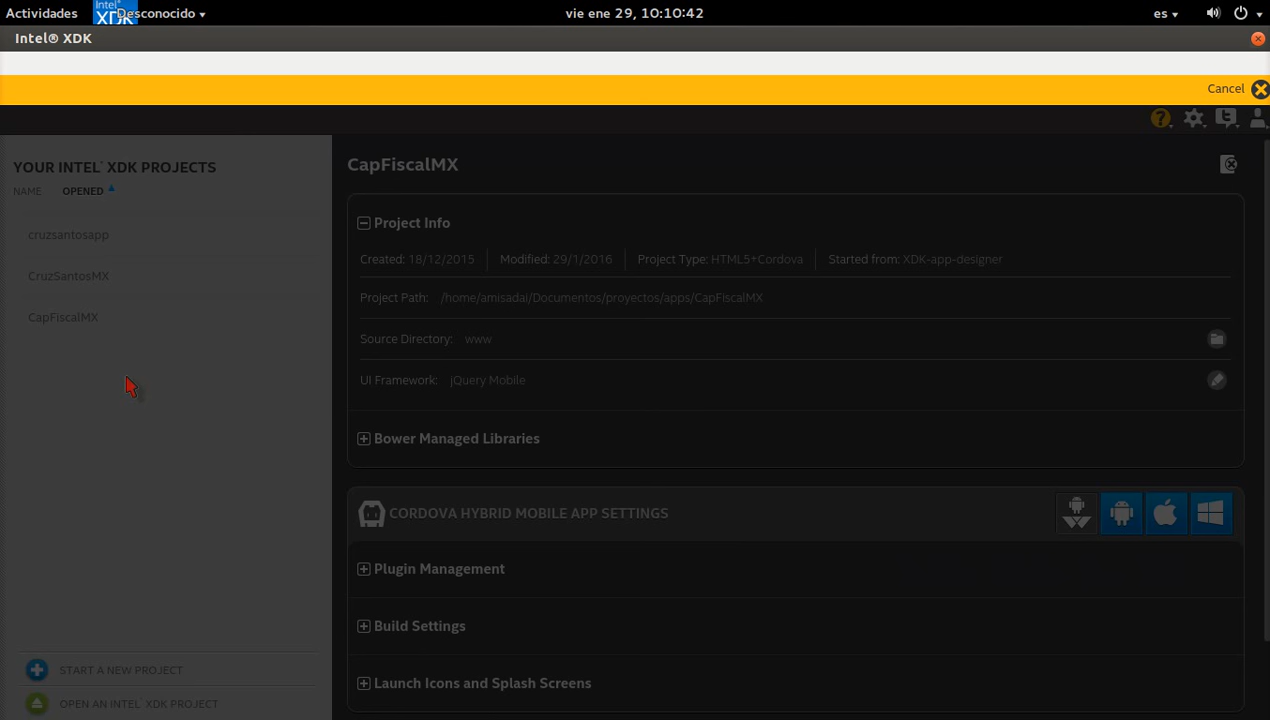 Actividades
Intel®
XDK
Desconocido
vie ene 29, 10:10:42
es
Intel® XDK
Cancel
YOUR INTEL® XDK PROJECTS
NAME OPENED
cruzsantosapp
CruzSantosMX
CapFiscalMX
START A NEW PROJECT
OPEN AN INTEL® XDK PROJECT
CapFiscalMX
Project Info
Created: 18/12/2015 Modified: 29/1/2016 Project Type: HTML5+Cordova Started from: XDK-app-designer
Project Path: /home/amisadai/Documentos/proyectos/apps/CapFiscalMX
Source Directory: www
UI Framework: jQuery Mobile
Bower Managed Libraries
CORDOVA HYBRID MOBILE APP SETTINGS
Plugin Management
Build Settings
Launch Icons and Splash Screens